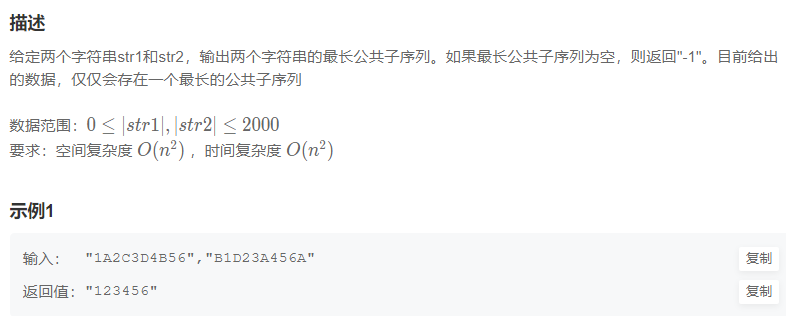 描述
给定两个字符串str1和str2，输出两个字符串的最长公共子序列。如果最长公共子序列为空，则返回"-1"。目前给出
的数据，仅仅会存在一个最长的公共子序列
数据范围：0 ≤ |str1|, |str2| ≤ 2000
要求：空间复杂度 O(n²) ，时间复杂度 O(n²)
示例1
输入： "1A2C3D4B56","B1D23A456A" 复制
返回值："123456" 复制